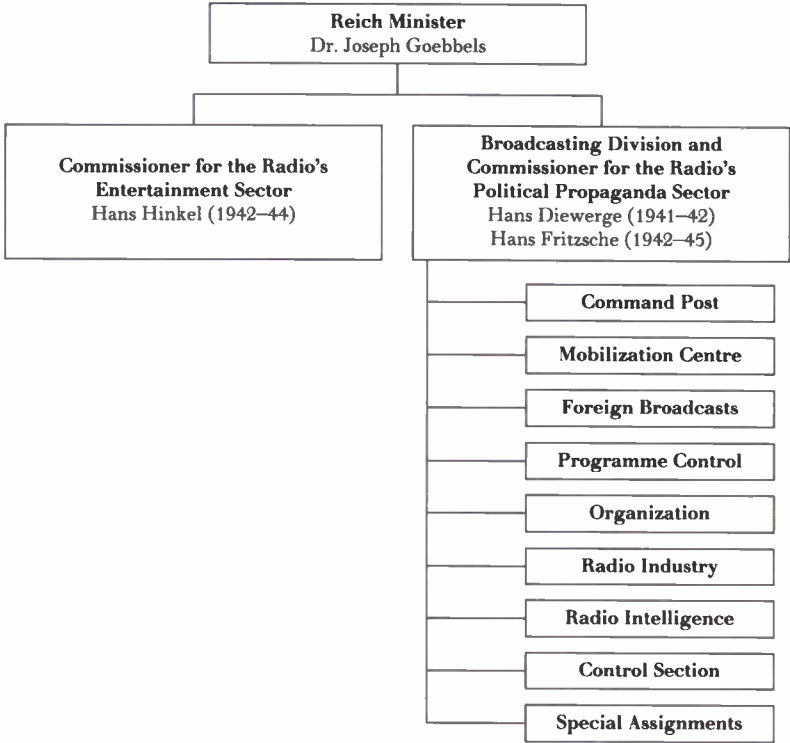 Reich Minister
Dr. Joseph Goebbels
Commissioner for the Radio's
Entertainment Sector
Hans Hinkel (1942–44)
Broadcasting Division and
Commissioner for the Radio's
Political Propaganda Sector
Hans Diewerge (1941–42)
Hans Fritzsche (1942–45)
Command Post
Mobilization Centre
Foreign Broadcasts
Programme Control
Organization
Radio Industry
Radio Intelligence
Control Section
Special Assignments